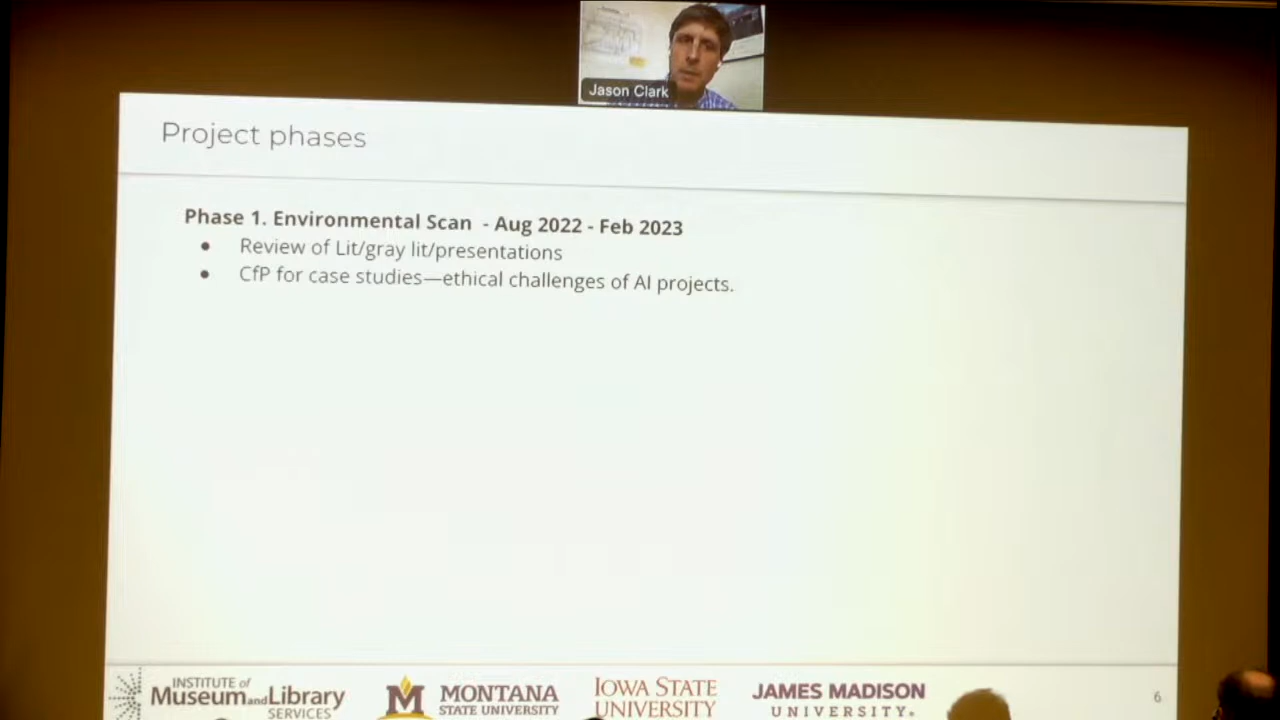 Jason Clark
Project phases
Phase 1. Environmental Scan - Aug 2022 - Feb 2023
● Review of Lit/gray lit/presentations
● CfP for case studies—ethical challenges of AI projects.
INSTITUTE of
Museum and Library
SERVICES
M MONTANA
STATE UNIVERSITY
IOWA STATE
UNIVERSITY
JAMES MADISON
UNIVERSITY®
6